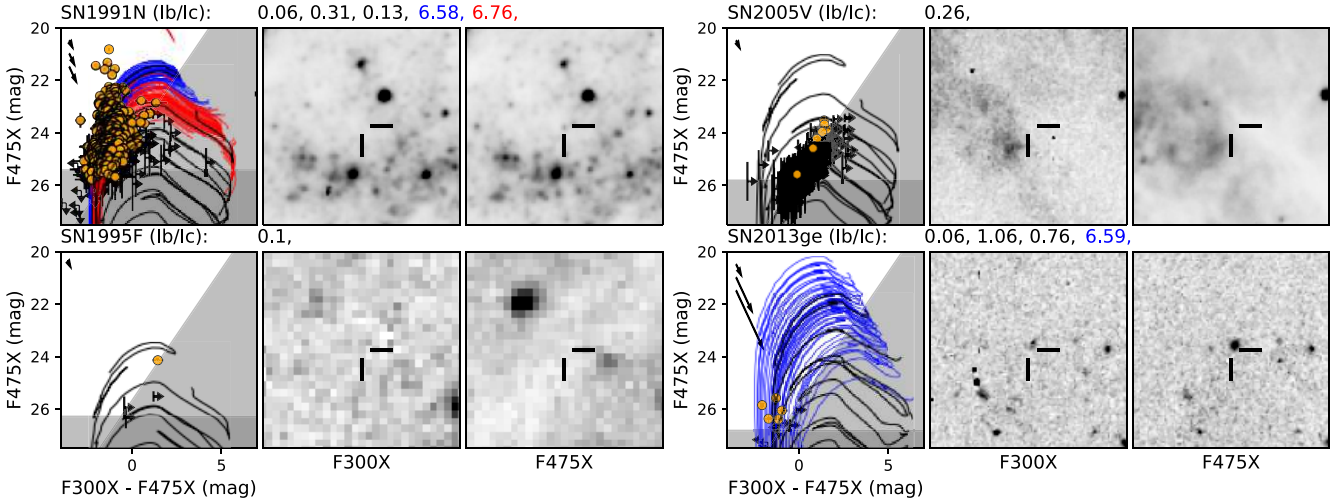 SN1991N (Ib/Ic): 0.06, 0.31, 0.13, 6.58, 6.76,
20
22
24
26
F475X (mag)
SN2005V (Ib/Ic): 0.26,
20
22
24
26
F475X (mag)
SN1995F (Ib/Ic): 0.1,
20
22
24
26
F475X (mag)
0 5
F300X - F475X (mag)
F300X
F475X
SN2013ge (Ib/Ic): 0.06, 1.06, 0.76, 6.59,
20
22
24
26
F475X (mag)
0 5
F300X - F475X (mag)
F300X
F475X